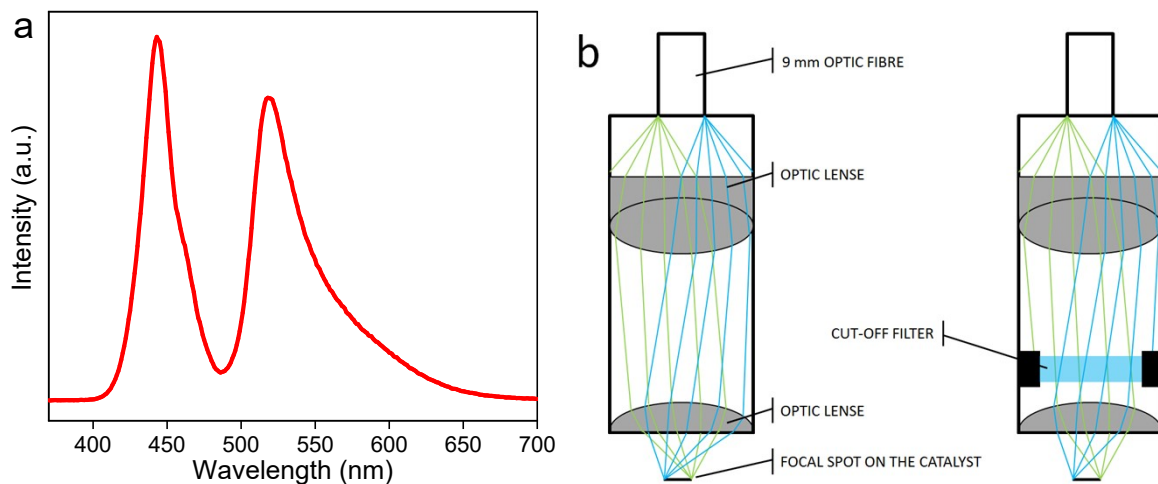 a
Intensity (a.u.)
400 450 500 550 600 650 700
Wavelength (nm)
b
9 mm OPTIC FIBRE
OPTIC LENSE
CUT-OFF FILTER
OPTIC LENSE
FOCAL SPOT ON THE CATALYST